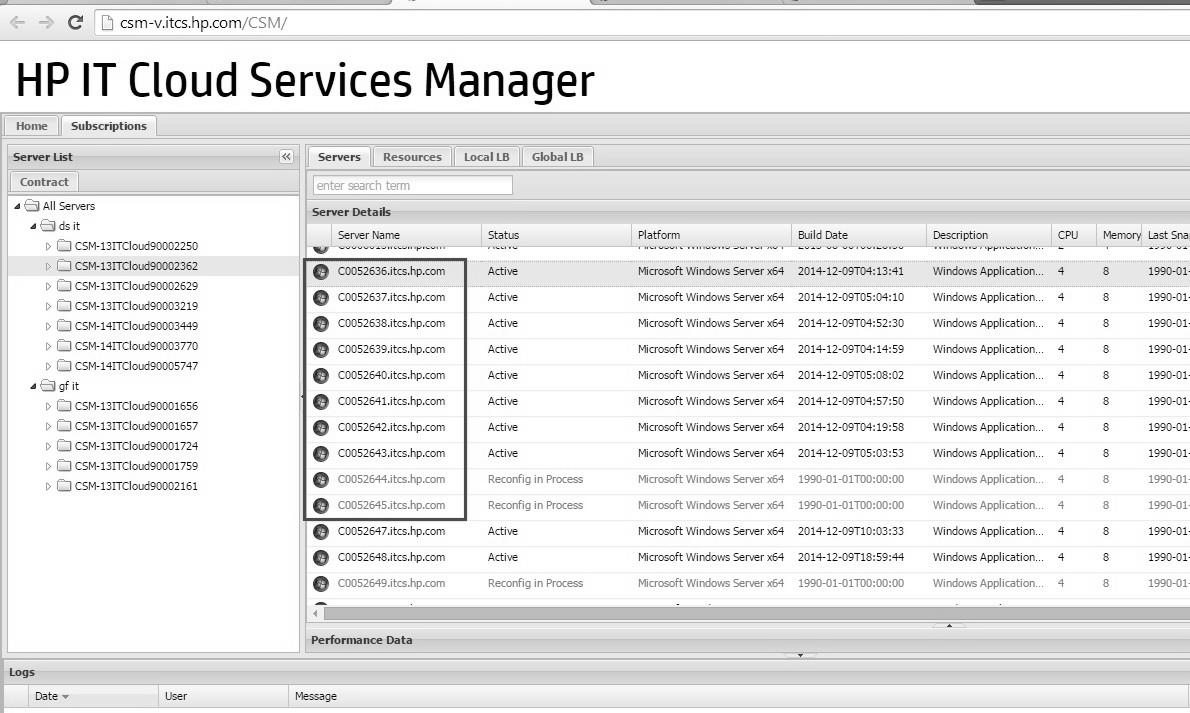 csm-v.itcs.hp.com/CSM/
HP IT Cloud Services Manager
Home Subscriptions
Server List
Contract
All Servers
ds it
CSM-13ITCloud90002250
CSM-13ITCloud90002362
CSM-13ITCloud90002629
CSM-13ITCloud90003219
CSM-14ITCloud90003449
CSM-14ITCloud90003770
CSM-14ITCloud90005747
gf it
CSM-13ITCloud90001656
CSM-13ITCloud90001657
CSM-13ITCloud90001724
CSM-13ITCloud90001759
CSM-13ITCloud90002161
Servers Resources Local LB Global LB
enter search term
Server Details
Server Name Status Platform Build Date Description CPU Memory Last Sna
C0052636.itcs.hp.com Active Microsoft Windows Server x64 2014-12-09T04:13:41 Windows Application... 4 8 1990-01-
C0052637.itcs.hp.com Active Microsoft Windows Server x64 2014-12-09T05:04:10 Windows Application... 4 8 1990-01-
C0052638.itcs.hp.com Active Microsoft Windows Server x64 2014-12-09T04:52:30 Windows Application... 4 8 1990-01-
C0052639.itcs.hp.com Active Microsoft Windows Server x64 2014-12-09T04:14:59 Windows Application... 4 8 1990-01-
C0052640.itcs.hp.com Active Microsoft Windows Server x64 2014-12-09T05:08:02 Windows Application... 4 8 1990-01-
C0052641.itcs.hp.com Active Microsoft Windows Server x64 2014-12-09T04:57:50 Windows Application... 4 8 1990-01-
C0052642.itcs.hp.com Active Microsoft Windows Server x64 2014-12-09T04:19:58 Windows Application... 4 8 1990-01-
C0052643.itcs.hp.com Active Microsoft Windows Server x64 2014-12-09T05:03:53 Windows Application... 4 8 1990-01-
C0052644.itcs.hp.com Reconfig in Process Microsoft Windows Server x64 1990-01-01T00:00:00 Windows Application... 4 8 1990-01-
C0052645.itcs.hp.com Reconfig in Process Microsoft Windows Server x64 1990-01-01T00:00:00 Windows Application... 4 8 1990-01-
C0052647.itcs.hp.com Active Microsoft Windows Server x64 2014-12-09T10:03:33 Windows Application... 4 8 1990-01-
C0052648.itcs.hp.com Active Microsoft Windows Server x64 2014-12-09T18:59:44 Windows Application... 4 8 1990-01-
C0052649.itcs.hp.com Reconfig in Process Microsoft Windows Server x64 1990-01-01T00:00:00 Windows Application... 4 8 1990-01-
Performance Data
Logs
Date User Message